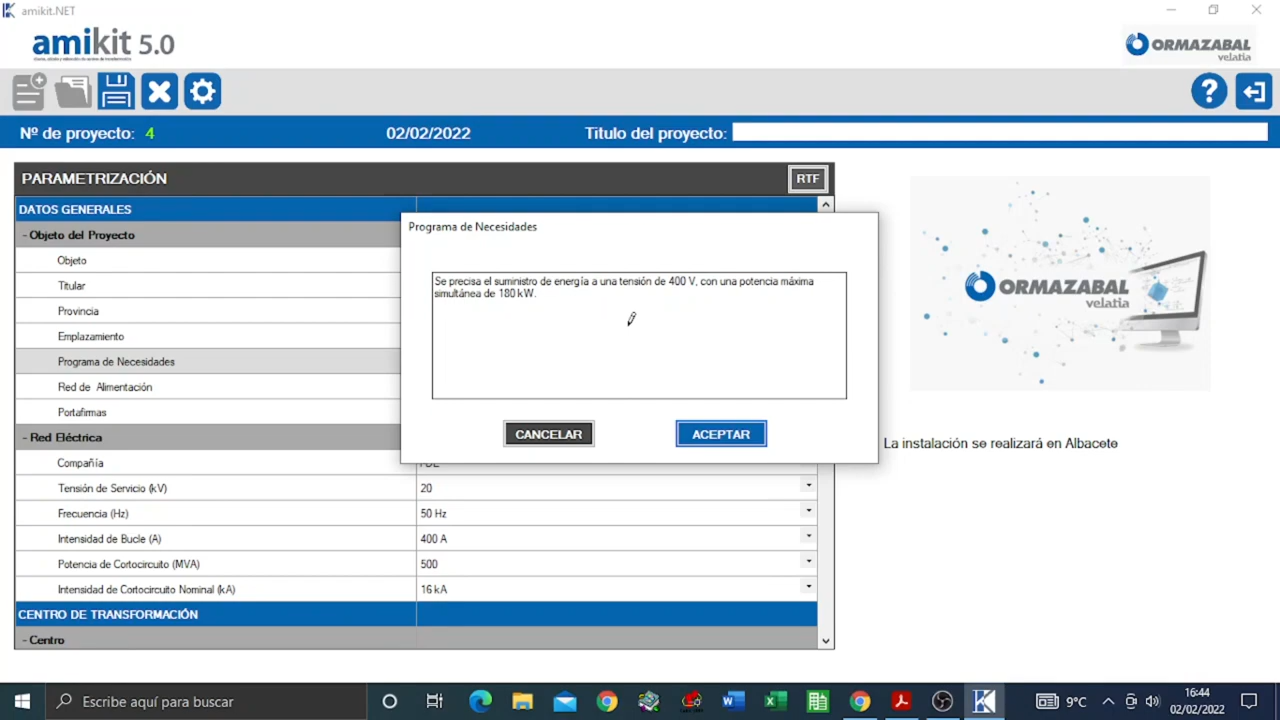 amikit.NET
amikit 5.0
ORMAZABAL
velatia
?
Nº de proyecto: 4
02/02/2022
Título del proyecto:
PARAMETRIZACIÓN
RTF
DATOS GENERALES
- Objeto del Proyecto
Objeto
Titular
Provincia
Emplazamiento
Programa de Necesidades
Red de Alimentación
Portafirmas
- Red Eléctrica
Compañía
Tensión de Servicio (kV)
20
Frecuencia (Hz)
50 Hz
Intensidad de Bucle (A)
400 A
Potencia de Cortocircuito (MVA)
500
Intensidad de Cortocircuito Nominal (kA)
16 kA
CENTRO DE TRANSFORMACIÓN
- Centro
Programa de Necesidades
Se precisa el suministro de energía a una tensión de 400 V, con una potencia máxima
simultánea de 180 kW.
CANCELAR
ACEPTAR
ORMAZABAL
velatia
La instalación se realizará en Albacete
Escribe aquí para buscar
9°C
16:44
02/02/2022